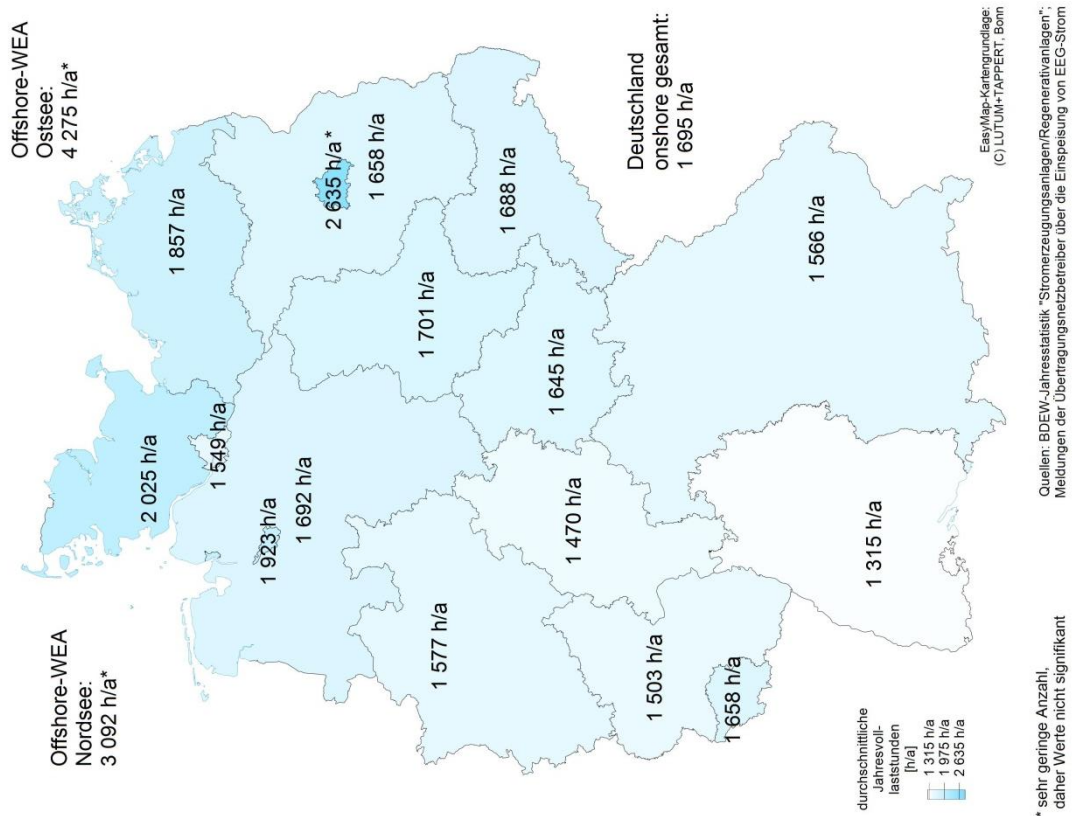 Offshore-WEA
Nordsee:
3 092 h/a*
Offshore-WEA
Ostsee:
4 275 h/a*
2 025 h/a
1 857 h/a
1 549 h/a
1 923 h/a
1 692 h/a
2 635 h/a*
1 658 h/a
1 701 h/a
1 577 h/a
1 688 h/a
1 645 h/a
1 470 h/a
1 503 h/a
1 658 h/a
1 566 h/a
1 315 h/a
Deutschland
onshore gesamt:
1 695 h/a
durchschnittliche
Jahresvoll-
laststunden
[h/a]
1 315 h/a
1 975 h/a
2 635 h/a
EasyMap-Kartengrundlage:
(C) LUTUM+TAPPERT, Bonn
* sehr geringe Anzahl,
daher Werte nicht signifikant
Quellen: BDEW-Jahresstatistik "Stromerzeugungsanlagen/Regenerativanlagen";
Meldungen der Übertragungsnetzbetreiber über die Einspeisung von EEG-Strom